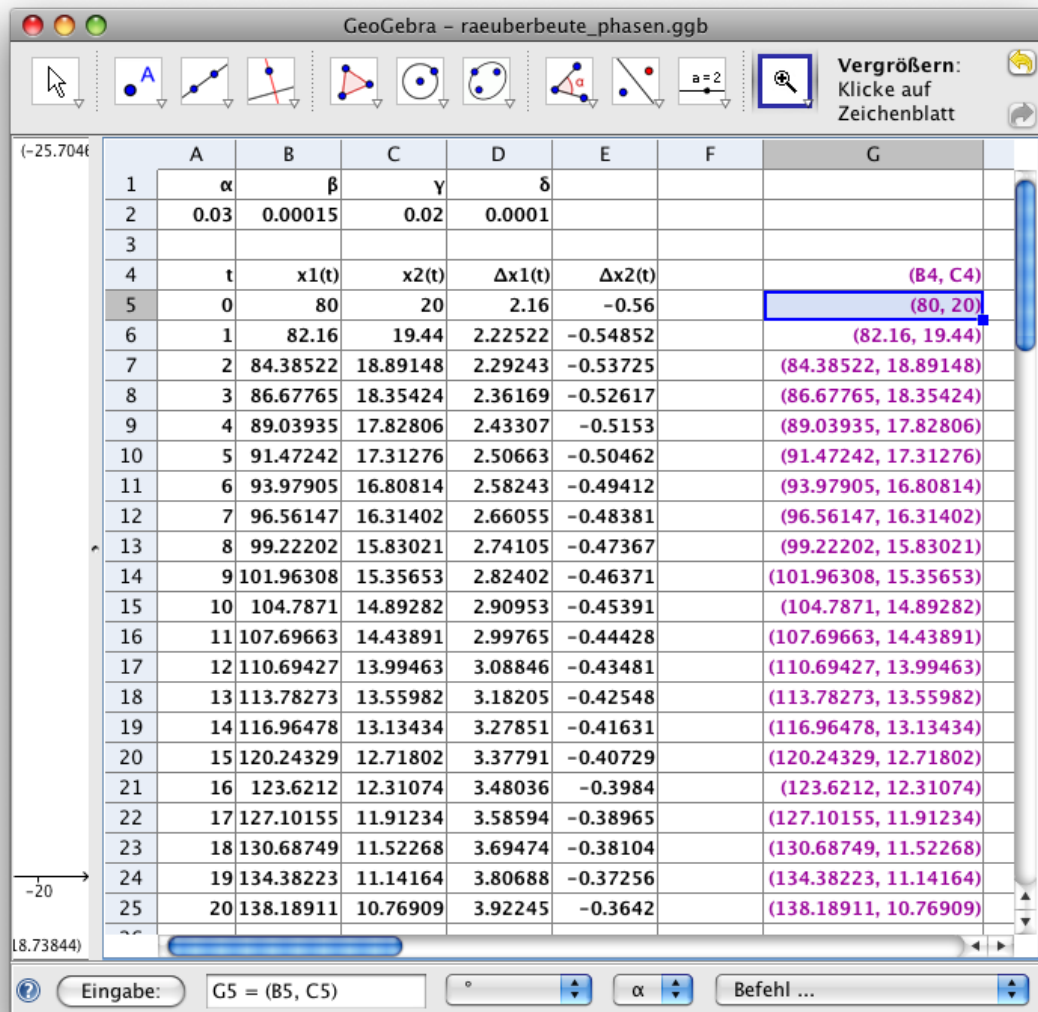 GeoGebra – raeuberbeute_phasen.ggb
A
α
a=2
Vergrößern:
Klicke auf
Zeichenblatt
(-25.7046
A B C D E F G
1 α β γ δ
2 0.03 0.00015 0.02 0.0001
3
4 t x1(t) x2(t) Δx1(t) Δx2(t) (B4, C4)
5 0 80 20 2.16 −0.56 (80, 20)
6 1 82.16 19.44 2.22522 −0.54852 (82.16, 19.44)
7 2 84.38522 18.89148 2.29243 −0.53725 (84.38522, 18.89148)
8 3 86.67765 18.35424 2.36169 −0.52617 (86.67765, 18.35424)
9 4 89.03935 17.82806 2.43307 −0.5153 (89.03935, 17.82806)
10 5 91.47242 17.31276 2.50663 −0.50462 (91.47242, 17.31276)
11 6 93.97905 16.80814 2.58243 −0.49412 (93.97905, 16.80814)
12 7 96.56147 16.31402 2.66055 −0.48381 (96.56147, 16.31402)
13 8 99.22202 15.83021 2.74105 −0.47367 (99.22202, 15.83021)
14 9 101.96308 15.35653 2.82402 −0.46371 (101.96308, 15.35653)
15 10 104.7871 14.89282 2.90953 −0.45391 (104.7871, 14.89282)
16 11 107.69663 14.43891 2.99765 −0.44428 (107.69663, 14.43891)
17 12 110.69427 13.99463 3.08846 −0.43481 (110.69427, 13.99463)
18 13 113.78273 13.55982 3.18205 −0.42548 (113.78273, 13.55982)
19 14 116.96478 13.13434 3.27851 −0.41631 (116.96478, 13.13434)
20 15 120.24329 12.71802 3.37791 −0.40729 (120.24329, 12.71802)
21 16 123.6212 12.31074 3.48036 −0.3984 (123.6212, 12.31074)
22 17 127.10155 11.91234 3.58594 −0.38965 (127.10155, 11.91234)
23 18 130.68749 11.52268 3.69474 −0.38104 (130.68749, 11.52268)
24 19 134.38223 11.14164 3.80688 −0.37256 (134.38223, 11.14164)
25 20 138.18911 10.76909 3.92245 −0.3642 (138.18911, 10.76909)
−20
18.73844)
? Eingabe: G5 = (B5, C5) ° α Befehl ...